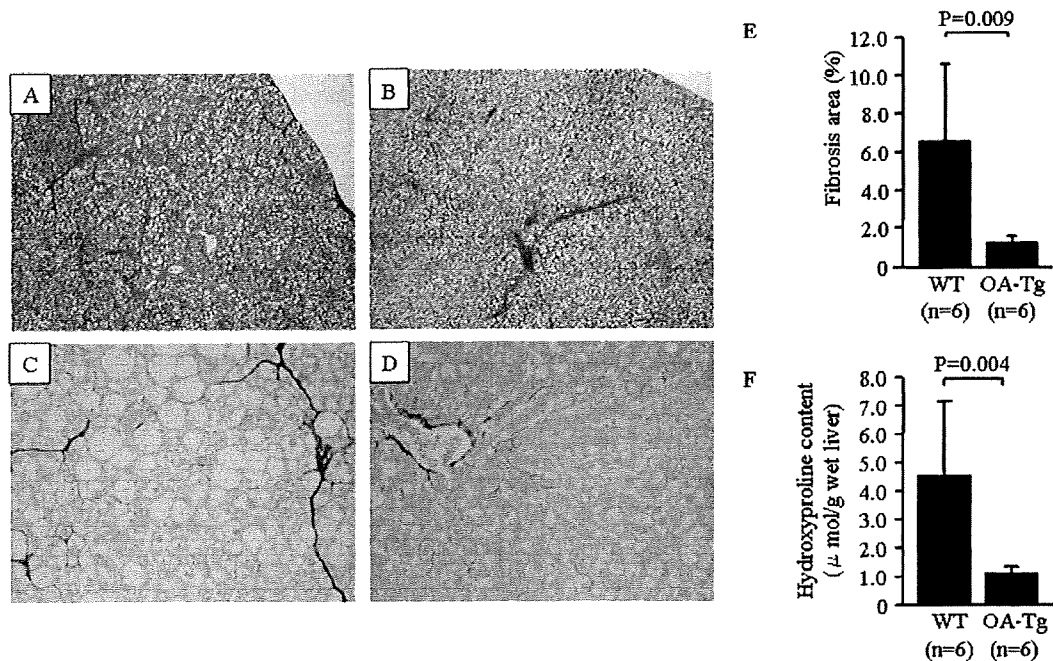 A
B
C
D
E
P=0.009
Fibrosis area (%)
12.0
10.0
8.0
6.0
4.0
2.0
0
WT
OA-Tg
(n=6)
(n=6)
F
P=0.004
Hydroxyproline content
(μ mol/g wet liver)
8.0
7.0
6.0
5.0
4.0
3.0
2.0
1.0
0
WT
OA-Tg
(n=6)
(n=6)